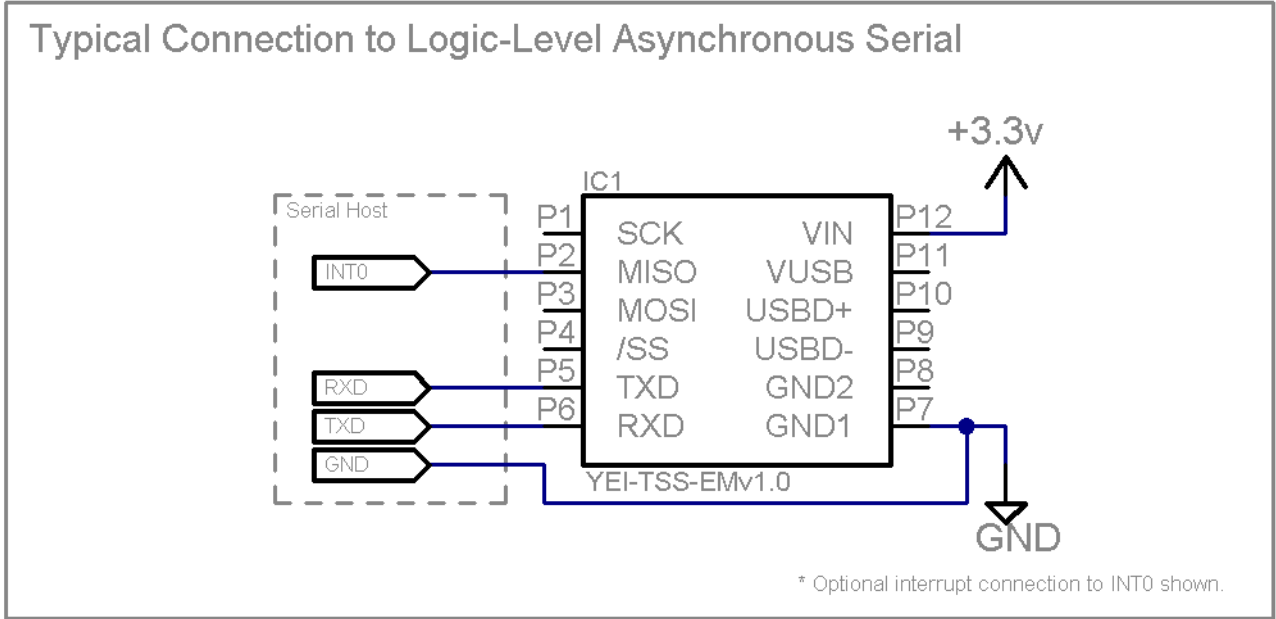 Typical Connection to Logic-Level Asynchronous Serial
+3.3v
IC1
Serial Host
P1
SCK
VIN
P12
INT0
P2
MISO
VUSB
P11
P3
MOSI
USBD+
P10
P4
/SS
USBD-
P9
RXD
P5
TXD
GND2
P8
TXD
P6
RXD
GND1
P7
GND
YEI-TSS-EMv1.0
GND
* Optional interrupt connection to INT0 shown.